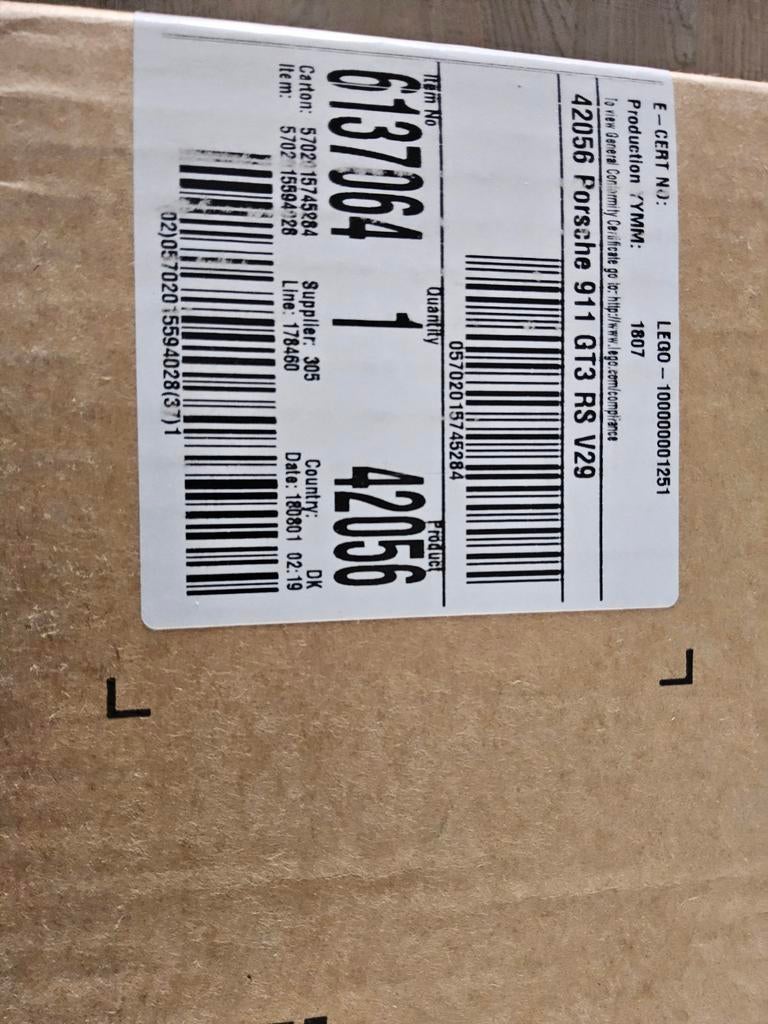 E-CERT NO: LEGO-100000001251
Production YYMM: 1807
To view General Conformity Certificate go to: http://www.lego.com/compliance
42056 Porsche 911 GT3 RS V29
05702015745284
Item No Quantity Product
6137064 1 42056
Carton: 5702015745284 Supplier: 305 Country: DK
Item: 5702015594028 Line: 178460 Date: 180801 02:19
02)05702015594028(37)1